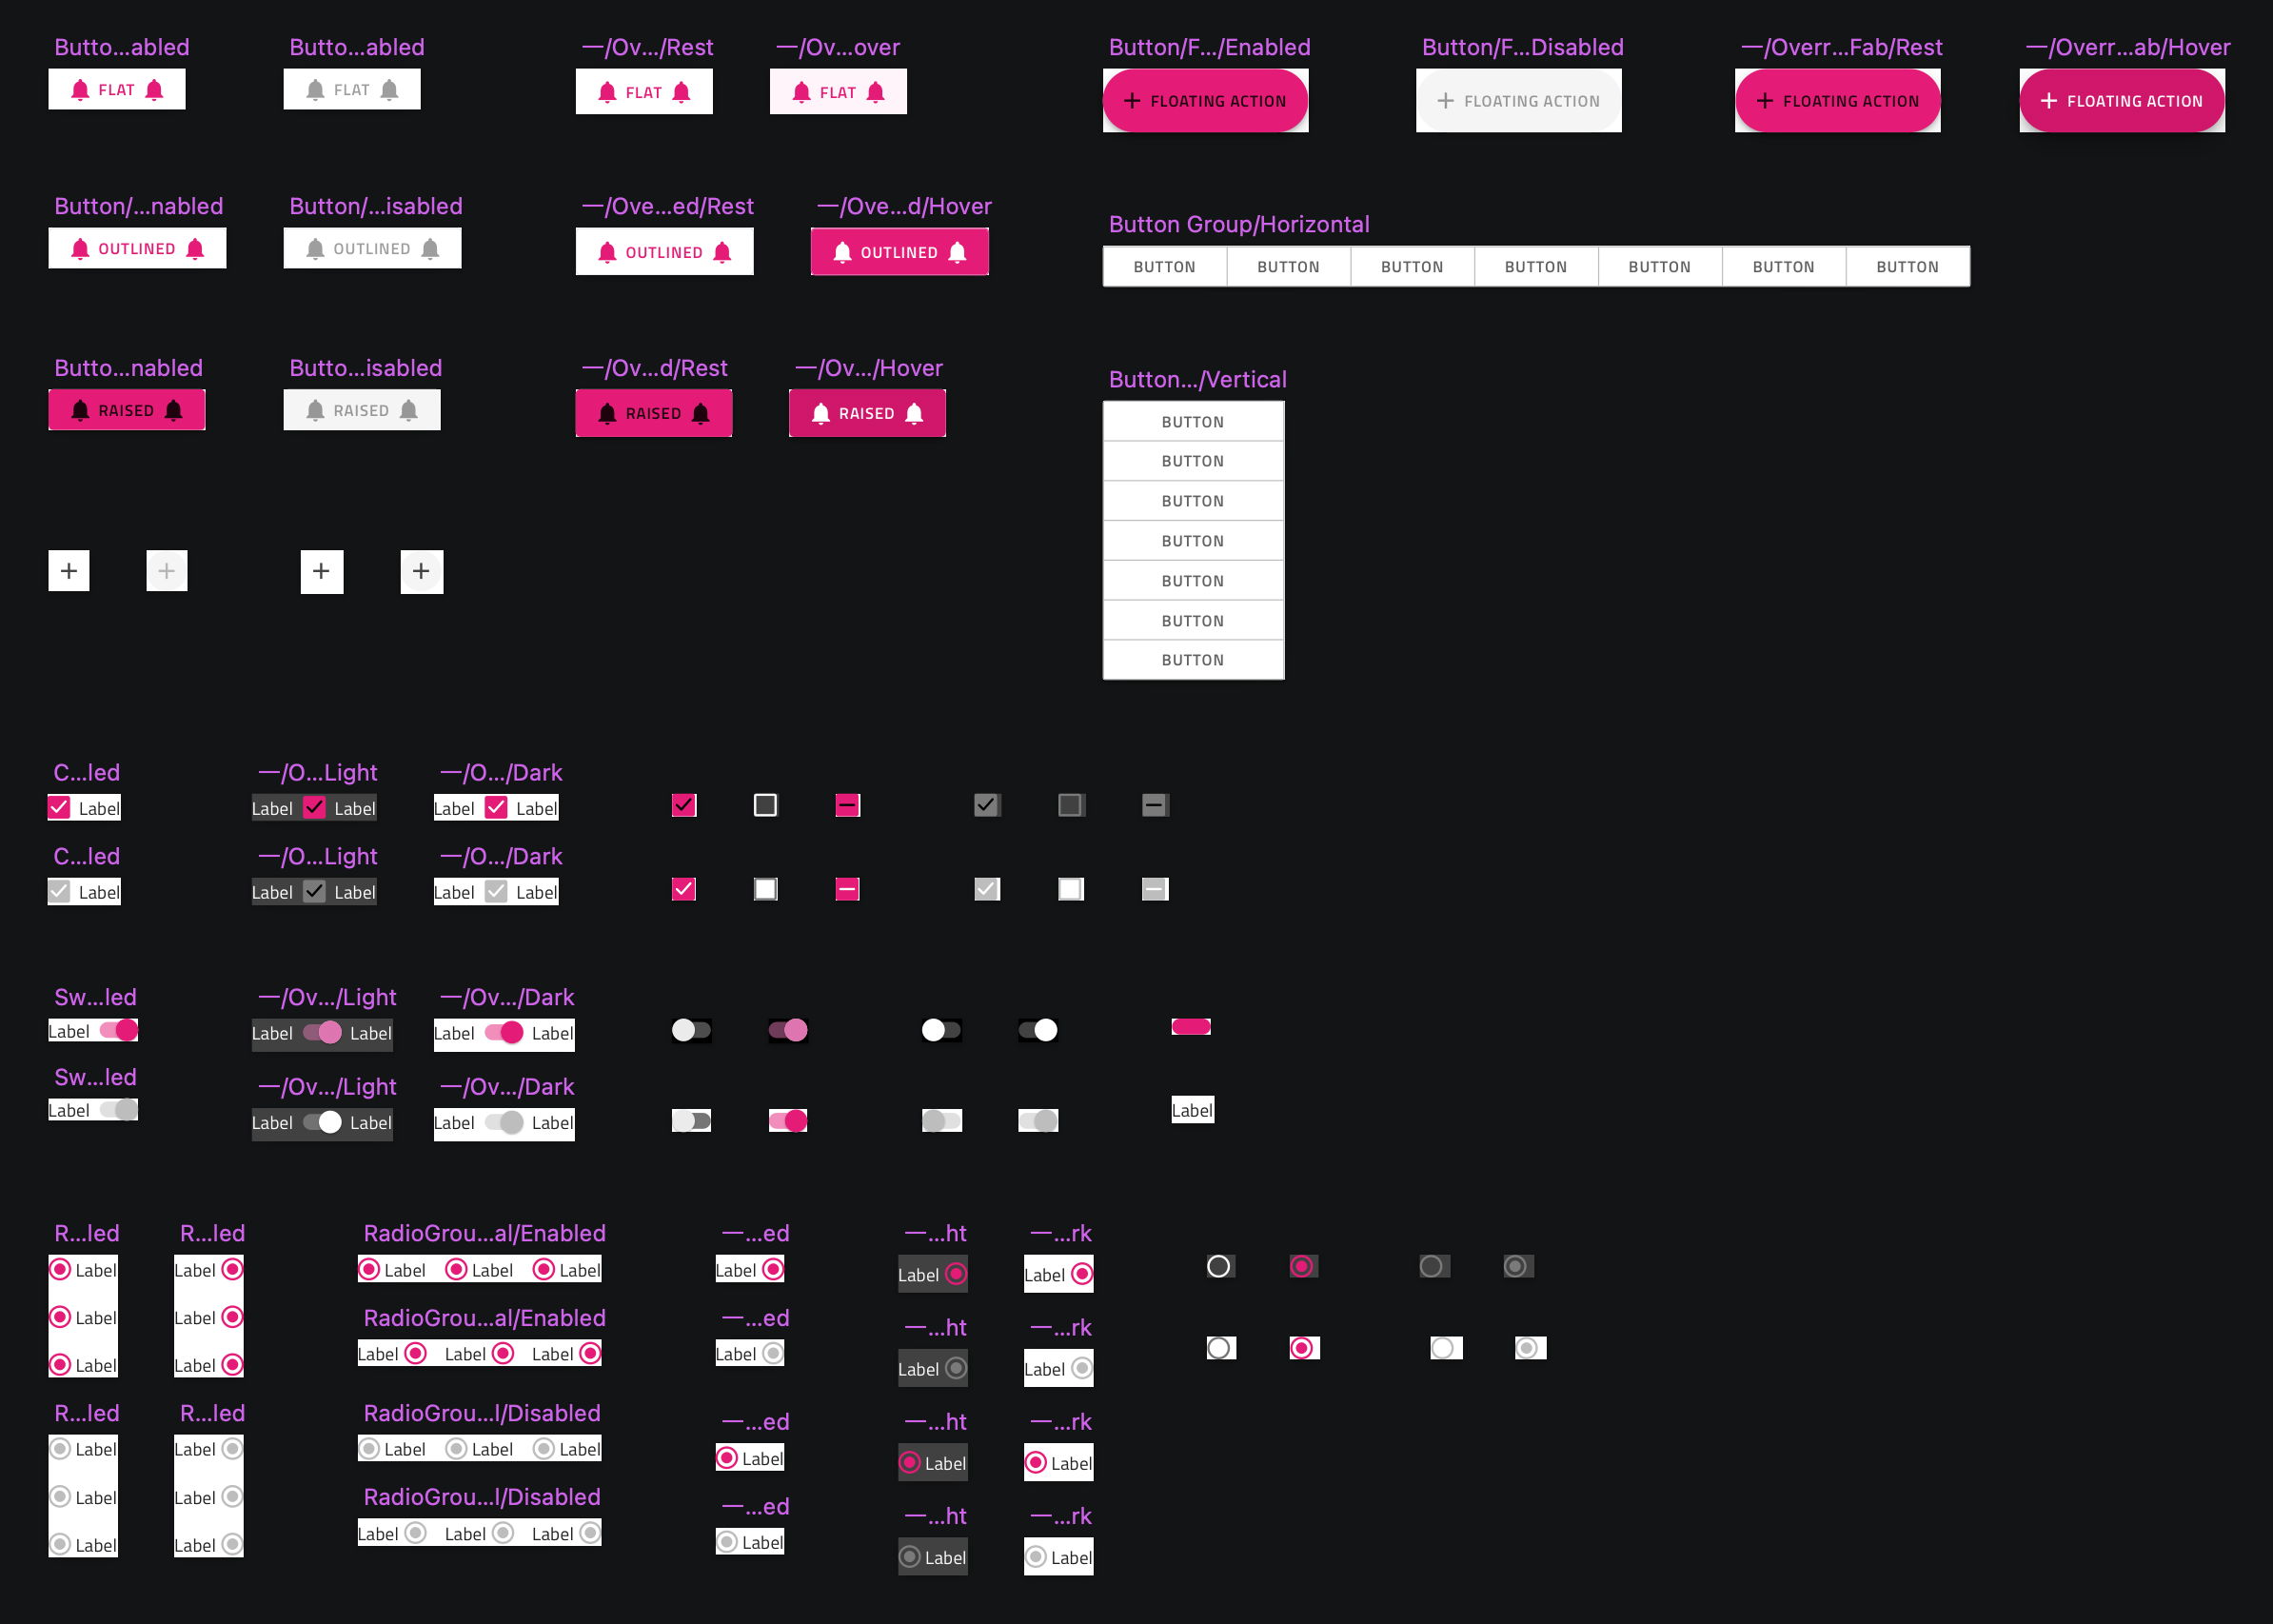 Butto...abled
Butto...abled
—/Ov.../Rest
—/Ov...over
Button/F.../Enabled
Button/F...Disabled
—/Overr...Fab/Rest
—/Overr...ab/Hover
FLAT
FLAT
FLAT
FLAT
FLOATING ACTION
FLOATING ACTION
FLOATING ACTION
FLOATING ACTION
Button/...nabled
Button/...isabled
—/Ove...ed/Rest
—/Ove...d/Hover
Button Group/Horizontal
OUTLINED
OUTLINED
OUTLINED
OUTLINED
BUTTON
BUTTON
BUTTON
BUTTON
BUTTON
BUTTON
BUTTON
Butto...nabled
Butto...isabled
—/Ov...d/Rest
—/Ov.../Hover
Button.../Vertical
RAISED
RAISED
RAISED
RAISED
BUTTON
BUTTON
BUTTON
BUTTON
BUTTON
BUTTON
BUTTON
C...led
—/O...Light
—/O.../Dark
Label
Label Label
Label Label
C...led
—/O...Light
—/O.../Dark
Label
Label Label
Label Label
Sw...led
—/Ov.../Light
—/Ov.../Dark
Label
Label Label
Label Label
Sw...led
—/Ov.../Light
—/Ov.../Dark
Label
Label Label
Label Label
Label
R...led
R...led
RadioGrou...al/Enabled
—...ed
—...ht
—...rk
Label
Label
Label Label Label
Label
Label
Label
Label
Label
RadioGrou...al/Enabled
—...ed
—...ht
—...rk
Label
Label
Label Label Label
Label
Label
Label
R...led
R...led
RadioGrou...l/Disabled
—...ed
—...ht
—...rk
Label
Label
Label Label Label
Label
Label
Label
Label
Label
RadioGrou...l/Disabled
—...ed
—...ht
—...rk
Label
Label
Label Label Label
Label
Label
Label